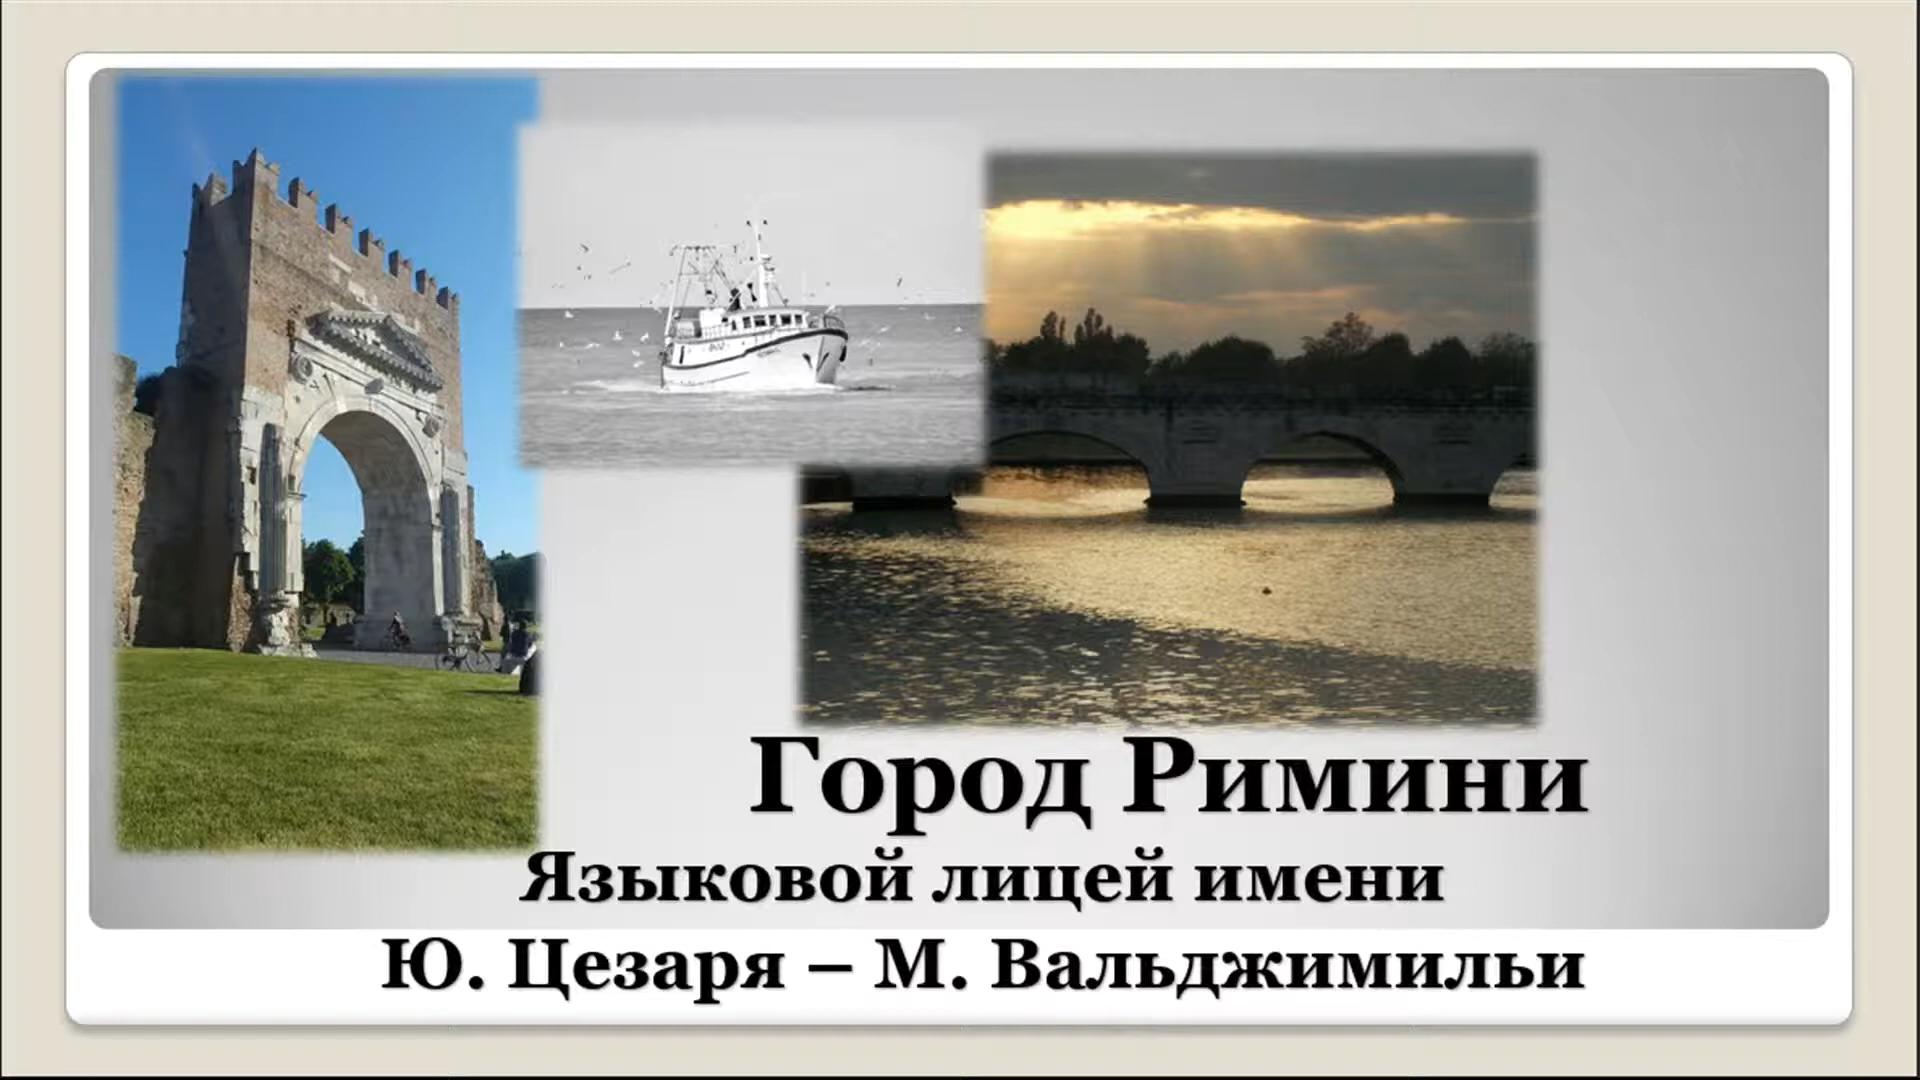 Город Римини
Языковой лицей имени
Ю. Цезаря – М. Вальджимильи